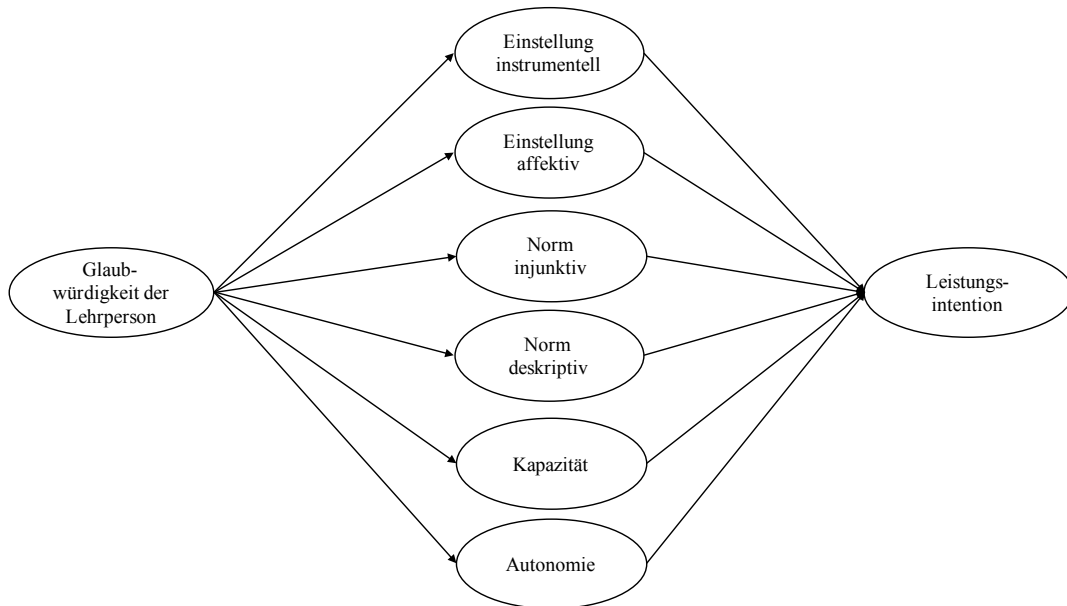 Einstellung
instrumentell
Einstellung
affektiv
Glaub-
würdigkeit der
Lehrperson
Norm
injunktiv
Norm
deskriptiv
Kapazität
Autonomie
Leistungs-
intention